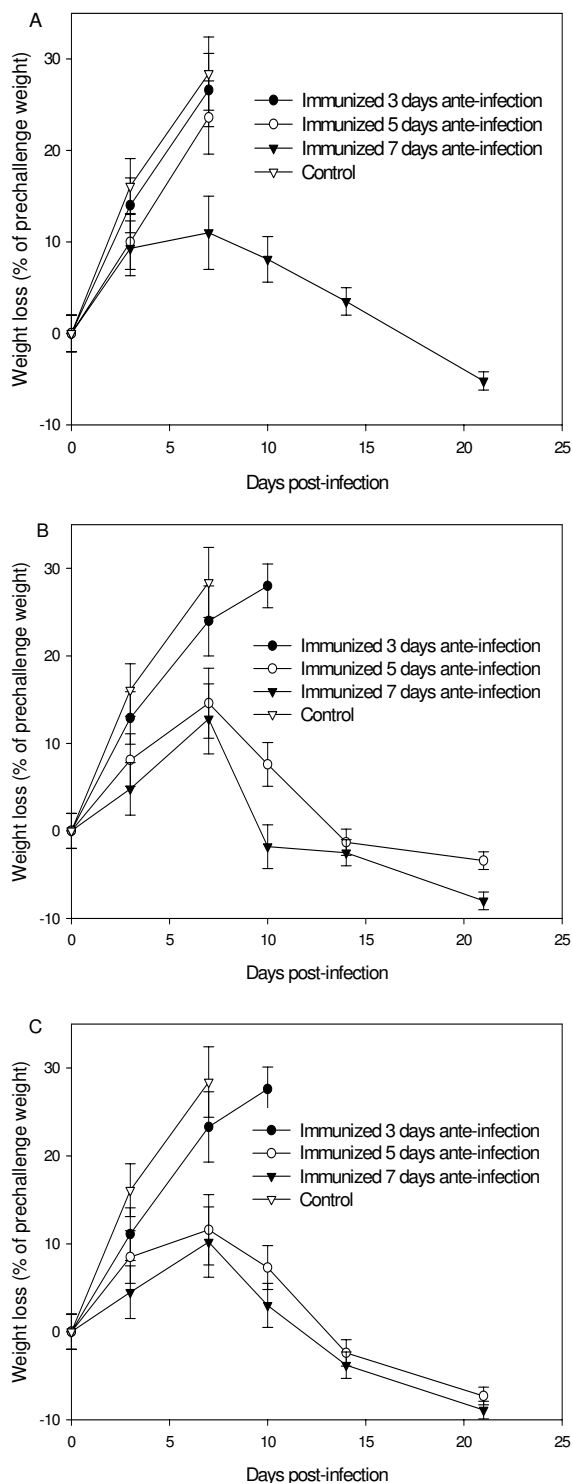 A
Weight loss (% of prechallenge weight)
30
20
10
0
-10
Immunized 3 days ante-infection
Immunized 5 days ante-infection
Immunized 7 days ante-infection
Control
0 5 10 15 20 25
Days post-infection
B
Weight loss (% of prechallenge weight)
30
20
10
0
-10
Immunized 3 days ante-infection
Immunized 5 days ante-infection
Immunized 7 days ante-infection
Control
0 5 10 15 20 25
Days post-infection
C
Weight loss (% of prechallenge weight)
30
20
10
0
-10
Immunized 3 days ante-infection
Immunized 5 days ante-infection
Immunized 7 days ante-infection
Control
0 5 10 15 20 25
Days post-infection